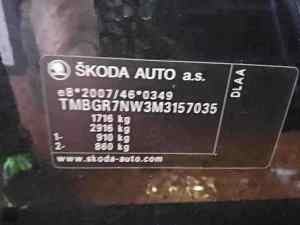 ŠKODA AUTO a.s.
e8*2007/46*0349
TMBGR7NW3M3157035
1716 kg
2916 kg
1- 910 kg
2- 860 kg
www.skoda-auto.com
DLAA